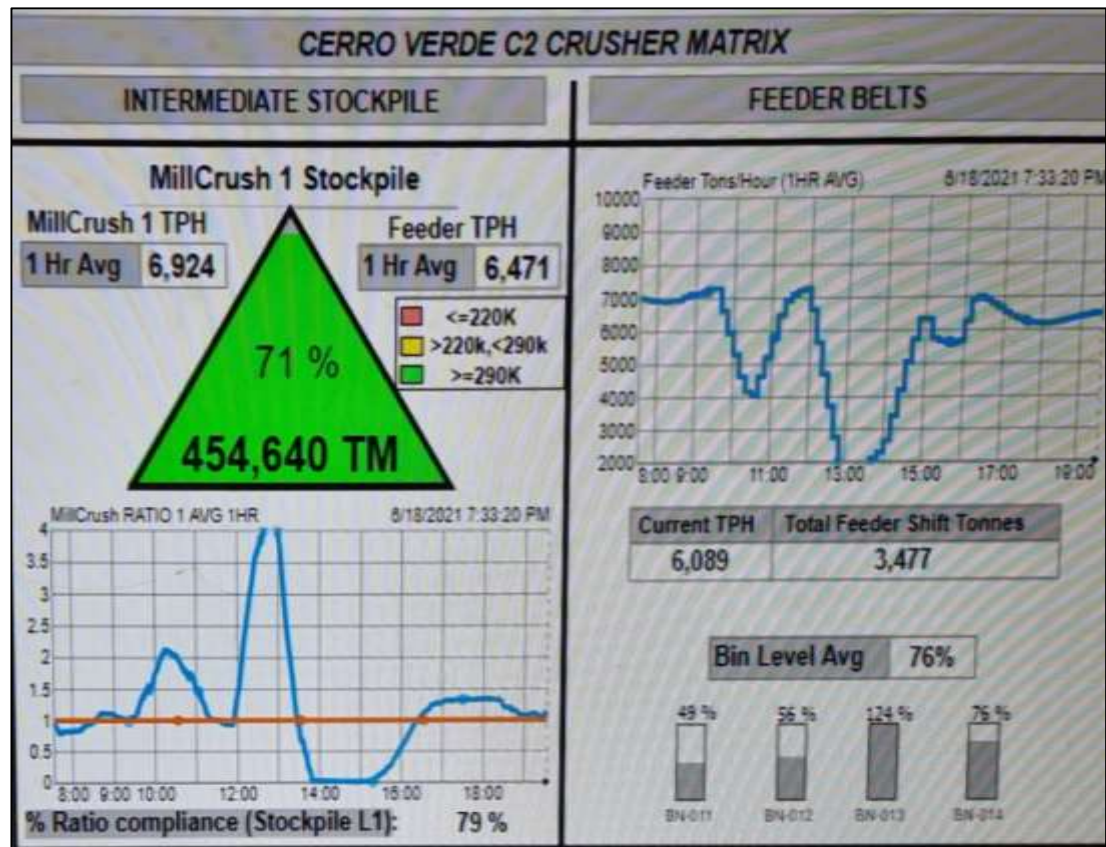 CERRO VERDE C2 CRUSHER MATRIX
INTERMEDIATE STOCKPILE
FEEDER BELTS
MillCrush 1 Stockpile
MillCrush 1 TPH
1 Hr Avg 6,924
Feeder TPH
1 Hr Avg 6,471
<=220K
>220k,<290k
>=290K
71 %
454,640 TM
MillCrush RATIO 1 AVG 1HR 6/18/2021 7:33:20 PM
4
3.5
3
2.5
2
1.5
1
0.5
0
8:00 9:00 10:00 12:00 14:00 16:00 18:00
% Ratio compliance (Stockpile L1): 79 %
Feeder Tons/Hour (1HR AVG) 6/18/2021 7:33:20 PM
10000
9000
8000
7000
6000
5000
4000
3000
2000
8:00 9:00 11:00 13:00 15:00 17:00 19:00
Current TPH Total Feeder Shift Tonnes
6,089 3,477
Bin Level Avg 76%
49 % 56 % 124 % 76 %
BN-011 BN-012 BN-013 BN-014